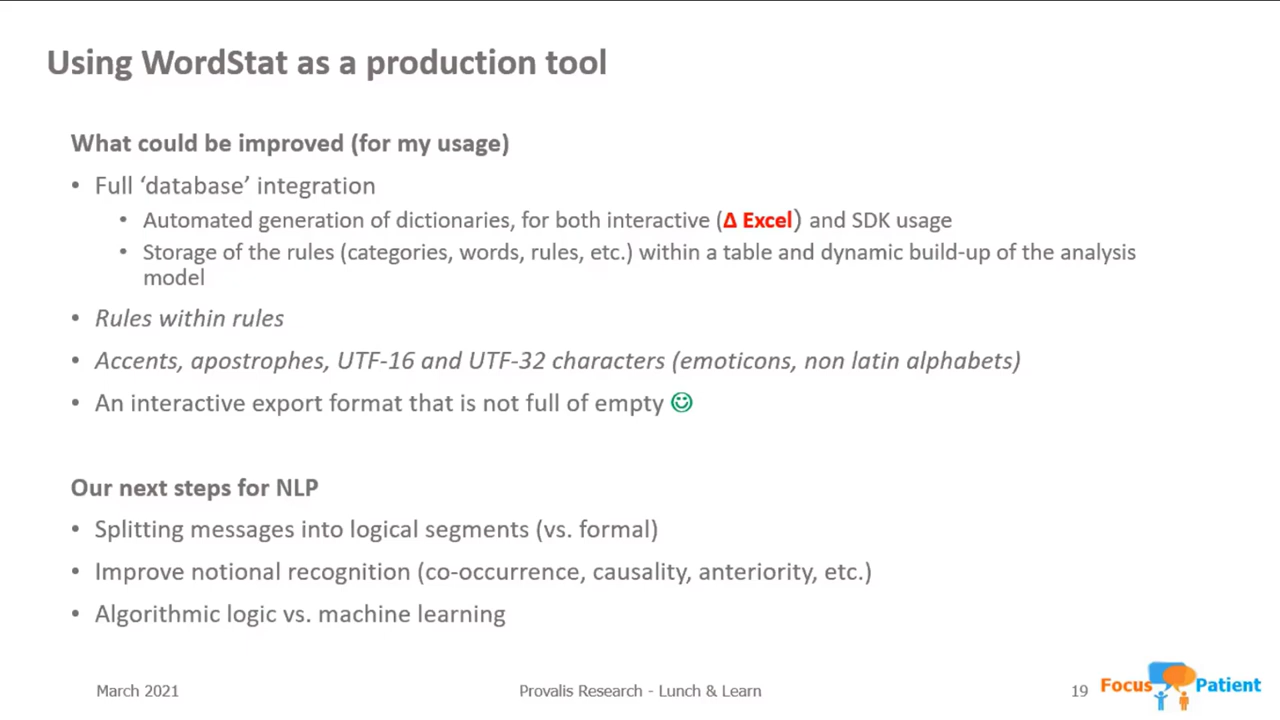 Using WordStat as a production tool
What could be improved (for my usage)
• Full ‘database’ integration
• Automated generation of dictionaries, for both interactive (Δ Excel) and SDK usage
• Storage of the rules (categories, words, rules, etc.) within a table and dynamic build-up of the analysis
model
• Rules within rules
• Accents, apostrophes, UTF-16 and UTF-32 characters (emoticons, non latin alphabets)
• An interactive export format that is not full of empty ☺
Our next steps for NLP
• Splitting messages into logical segments (vs. formal)
• Improve notional recognition (co-occurrence, causality, anteriority, etc.)
• Algorithmic logic vs. machine learning
March 2021
Provalis Research - Lunch & Learn
19
Focus Patient